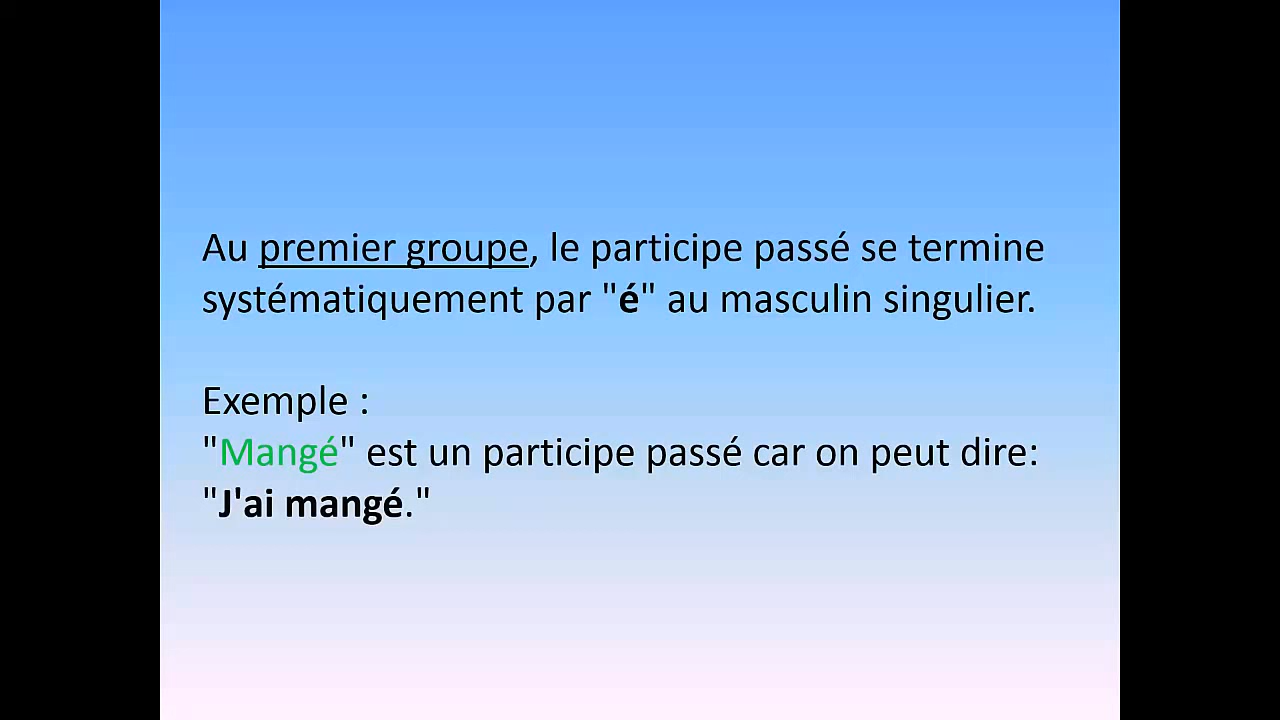 Au premier groupe, le participe passé se termine
systématiquement par "é" au masculin singulier.
Exemple :
"Mangé" est un participe passé car on peut dire:
"J'ai mangé."